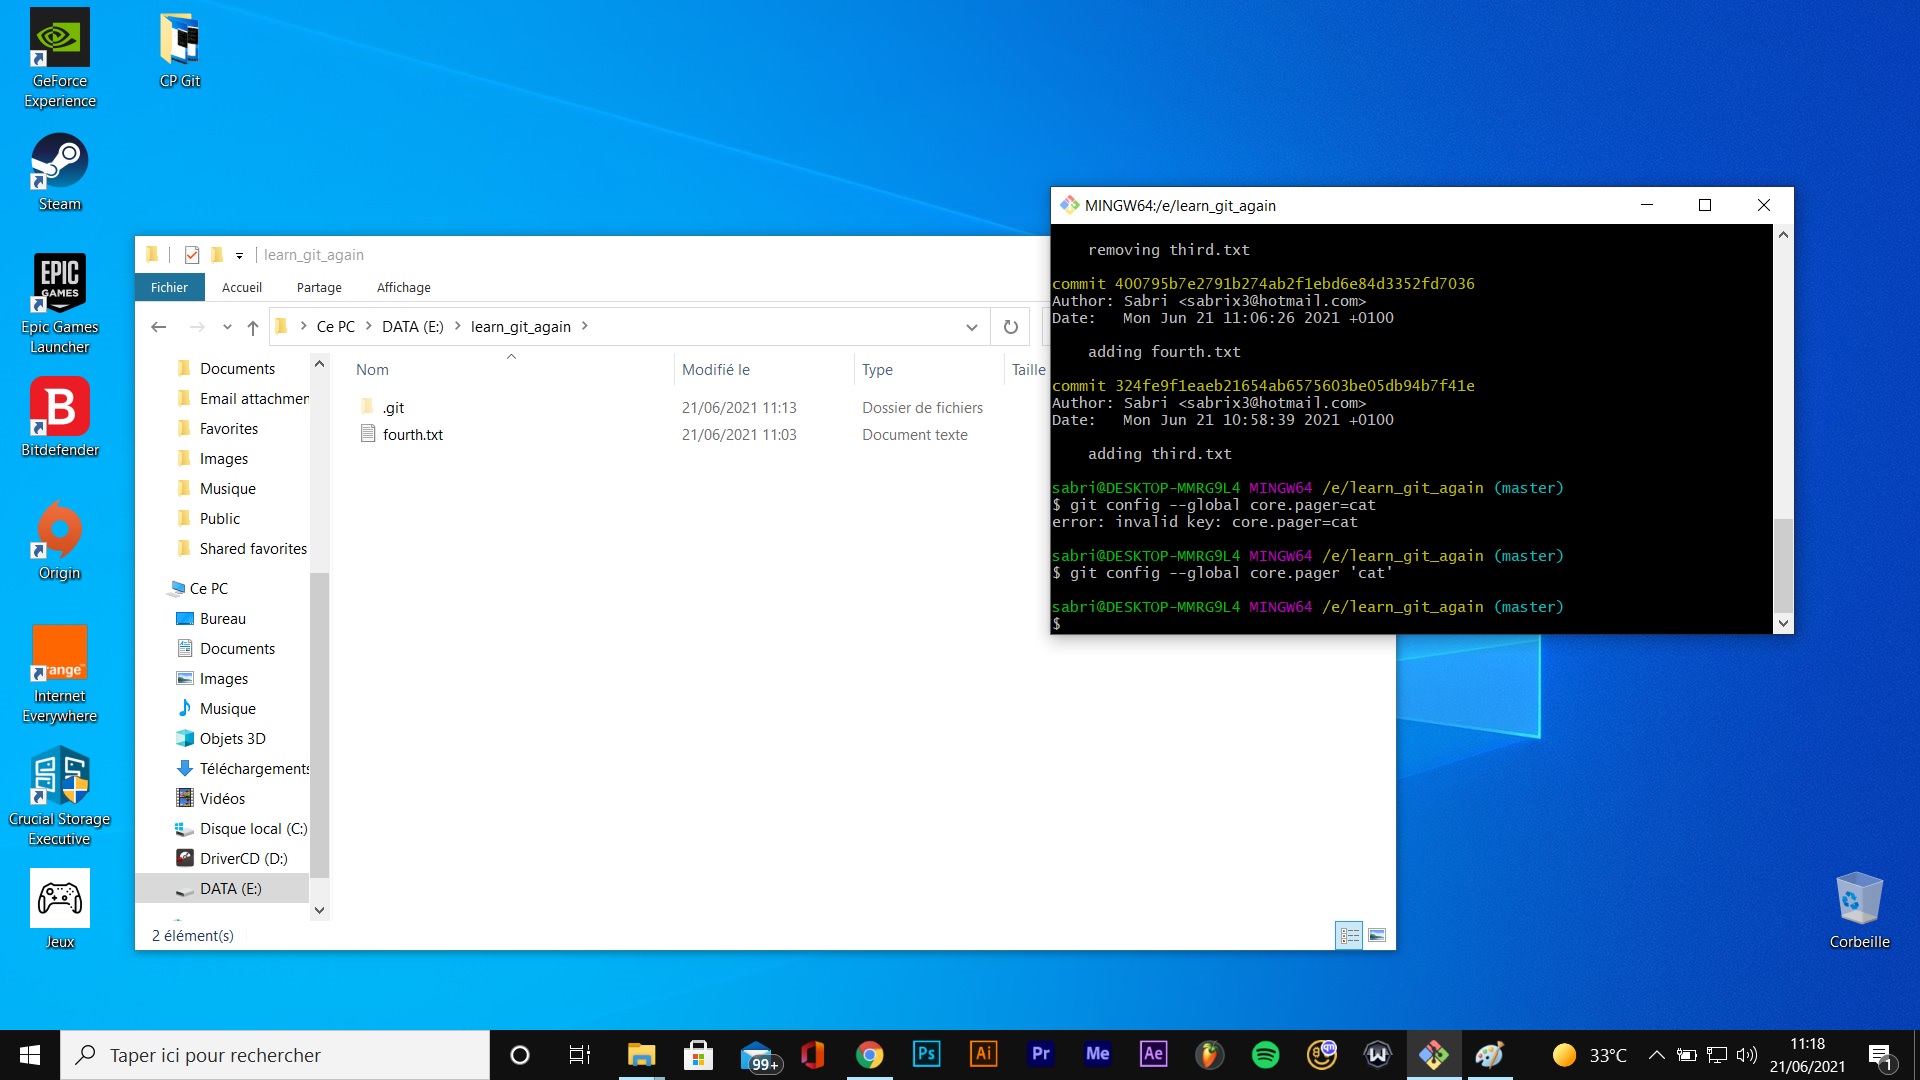 GeForce
Experience
CP Git
Steam
EPIC
GAMES
Epic Games
Launcher
B
Bitdefender
Origin
range™
Internet
Everywhere
Crucial Storage
Executive
Jeux
learn_git_again
Fichier
Accueil
Partage
Affichage
Ce PC
DATA (E:)
learn_git_again
Nom
Modifié le
Type
Taille
.git
21/06/2021 11:13
Dossier de fichiers
fourth.txt
21/06/2021 11:03
Document texte
Documents
Email attachmen
Favorites
Images
Musique
Public
Shared favorites
Ce PC
Bureau
Documents
Images
Musique
Objets 3D
Téléchargements
Vidéos
Disque local (C:)
DriverCD (D:)
DATA (E:)
2 élément(s)
MINGW64:/e/learn_git_again
removing third.txt
commit 400795b7e2791b274ab2f1ebd6e84d3352fd7036
Author: Sabri <sabrix3@hotmail.com>
Date:   Mon Jun 21 11:06:26 2021 +0100
adding fourth.txt
commit 324fe9f1eaeb21654ab6575603be05db94b7f41e
Author: Sabri <sabrix3@hotmail.com>
Date:   Mon Jun 21 10:58:39 2021 +0100
adding third.txt
sabri@DESKTOP-MMRG9L4 MINGW64 /e/learn_git_again (master)
$ git config --global core.pager=cat
error: invalid key: core.pager=cat
sabri@DESKTOP-MMRG9L4 MINGW64 /e/learn_git_again (master)
$ git config --global core.pager 'cat'
sabri@DESKTOP-MMRG9L4 MINGW64 /e/learn_git_again (master)
$
Corbeille
Taper ici pour rechercher
99+
Ps
Ai
Pr
Me
Ae
33°C
11:18
21/06/2021
1